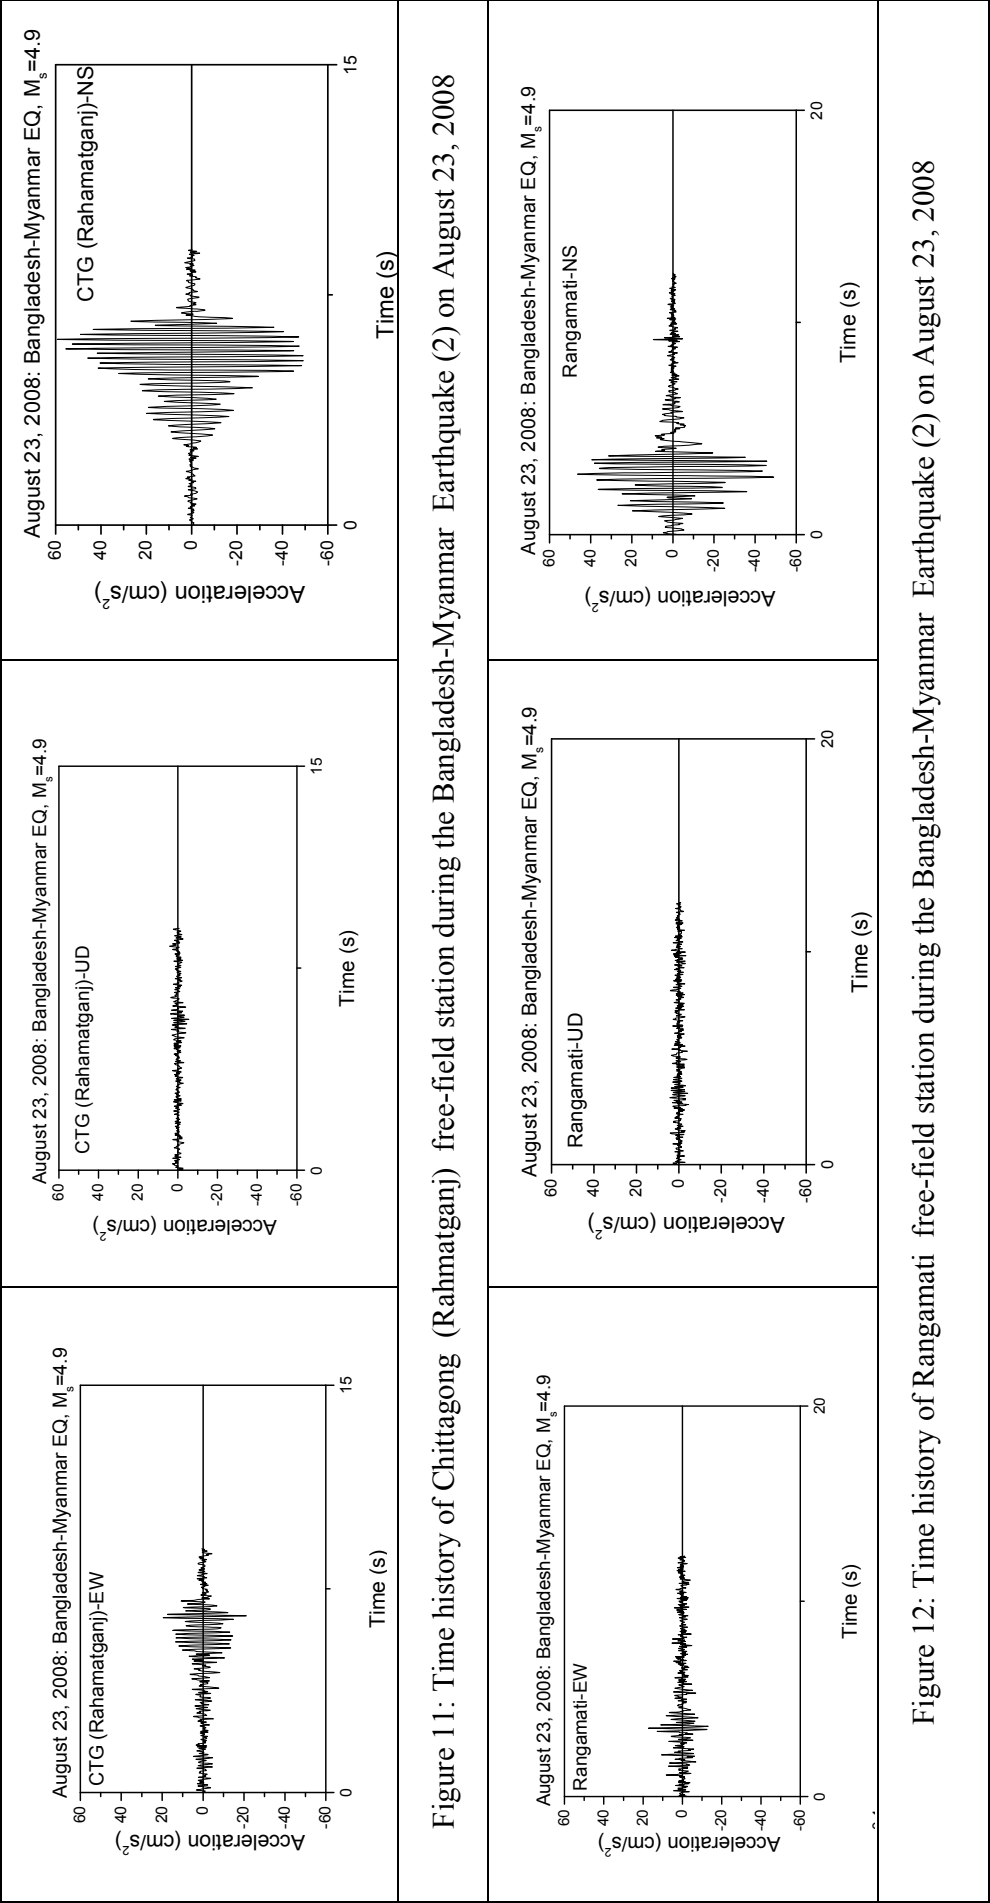 August 23, 2008: Bangladesh-Myanmar EQ, Ms=4.9
CTG (Rahamatganj)-EW
60
40
20
0
-20
-40
-60
Acceleration (cm/s²)
0
15
Time (s)
August 23, 2008: Bangladesh-Myanmar EQ, Ms=4.9
CTG (Rahamatganj)-UD
60
40
20
0
-20
-40
-60
Acceleration (cm/s²)
0
15
Time (s)
August 23, 2008: Bangladesh-Myanmar EQ, Ms=4.9
CTG (Rahamatganj)-NS
60
40
20
0
-20
-40
-60
Acceleration (cm/s²)
0
15
Time (s)
Figure 11: Time history of Chittagong (Rahmatganj) free-field station during the Bangladesh-Myanmar Earthquake (2) on August 23, 2008
August 23, 2008: Bangladesh-Myanmar EQ, Ms=4.9
Rangamati-EW
60
40
20
0
-20
-40
-60
Acceleration (cm/s²)
0
20
Time (s)
August 23, 2008: Bangladesh-Myanmar EQ, Ms=4.9
Rangamati-UD
60
40
20
0
-20
-40
-60
Acceleration (cm/s²)
0
20
Time (s)
August 23, 2008: Bangladesh-Myanmar EQ, Ms=4.9
Rangamati-NS
60
40
20
0
-20
-40
-60
Acceleration (cm/s²)
0
20
Time (s)
Figure 12: Time history of Rangamati free-field station during the Bangladesh-Myanmar Earthquake (2) on August 23, 2008